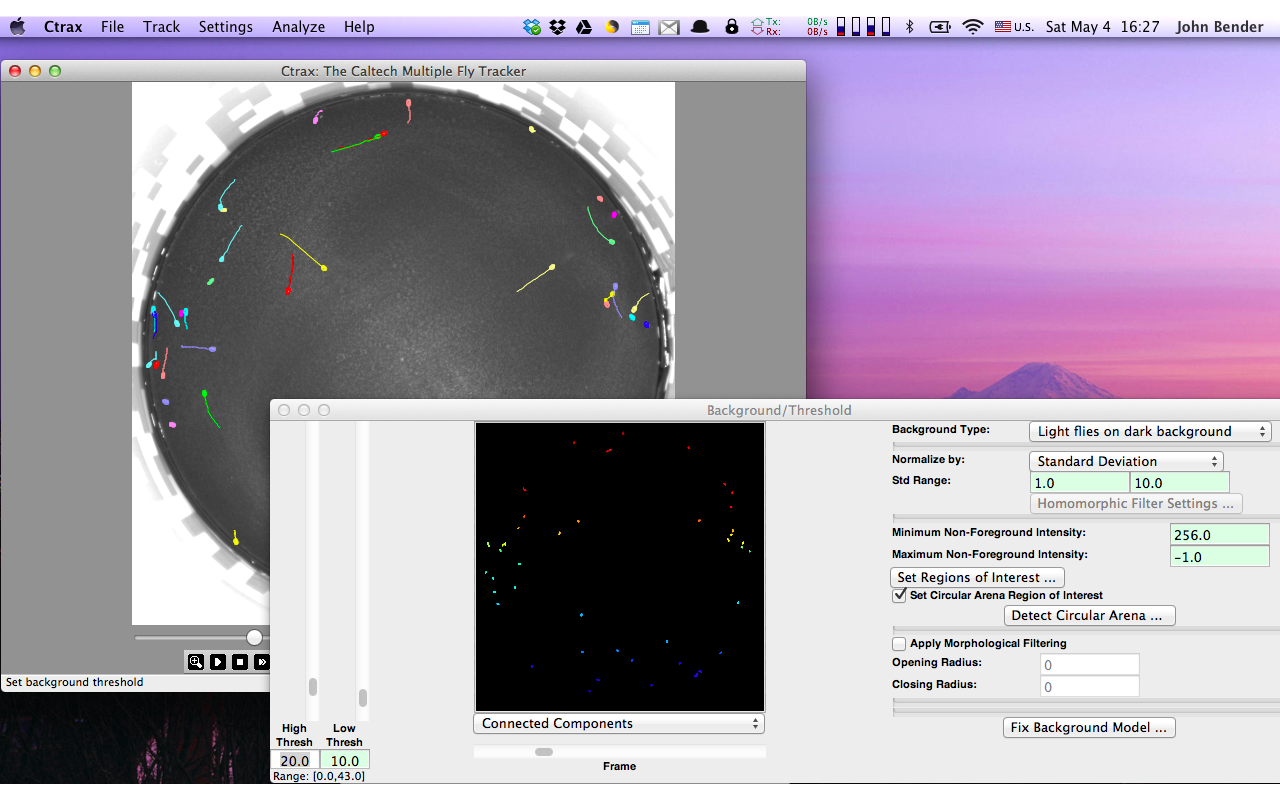 Ctrax File Track Settings Analyze Help Tx: Rx: 0B/s 0B/s U.S. Sat May 4 16:27 John Bender
Ctrax: The Caltech Multiple Fly Tracker
Set background threshold
Background/Threshold
High Thresh
Low Thresh
20.0
10.0
Range: [0.0,43.0]
Connected Components
Frame
Background Type: Light flies on dark background
Normalize by: Standard Deviation
Std Range: 1.0 10.0
Homomorphic Filter Settings ...
Minimum Non-Foreground Intensity: 256.0
Maximum Non-Foreground Intensity: -1.0
Set Regions of Interest ...
Set Circular Arena Region of Interest
Detect Circular Arena ...
Apply Morphological Filtering
Opening Radius: 0
Closing Radius: 0
Fix Background Model ...